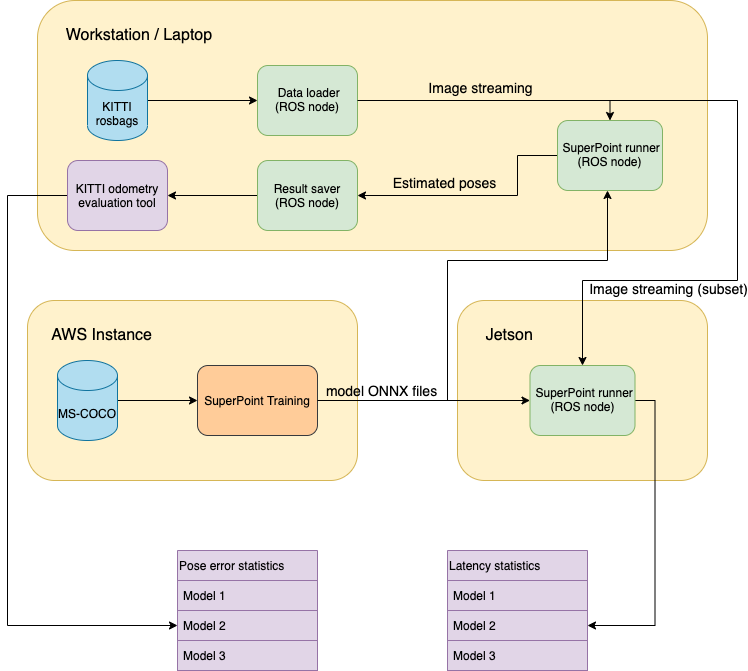 Workstation / Laptop
KITTI
rosbags
Data loader
(ROS node)
Image streaming
SuperPoint runner
(ROS node)
KITTI odometry
evaluation tool
Result saver
(ROS node)
Estimated poses
Image streaming (subset)
AWS Instance
MS-COCO
SuperPoint Training
model ONNX files
Jetson
SuperPoint runner
(ROS node)
Pose error statistics
Model 1
Model 2
Model 3
Latency statistics
Model 1
Model 2
Model 3